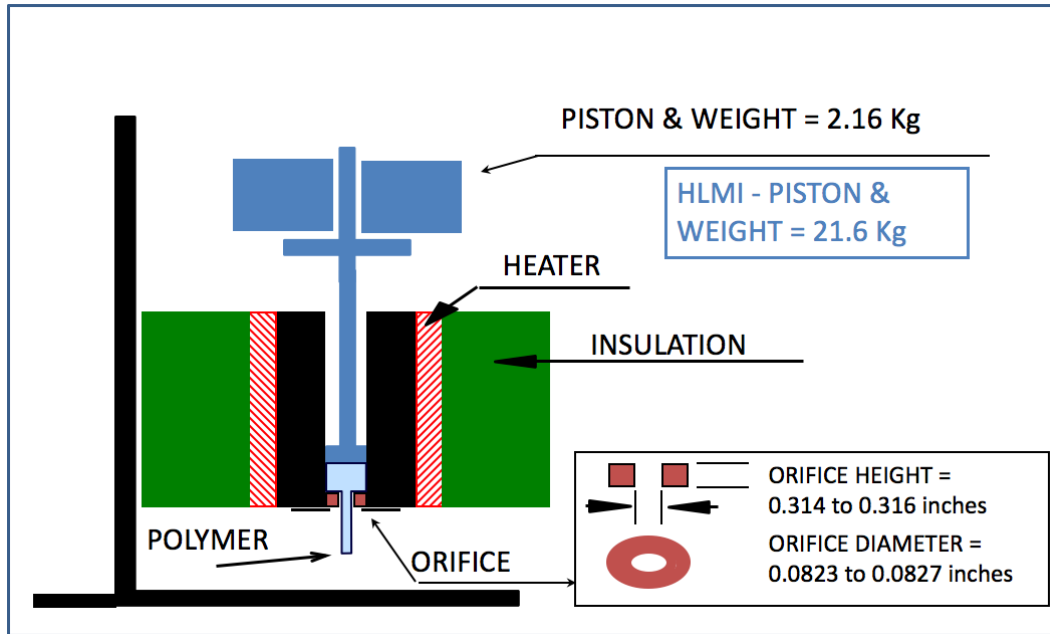 PISTON & WEIGHT = 2.16 Kg
HLMI - PISTON &
WEIGHT = 21.6 Kg
HEATER
INSULATION
ORIFICE HEIGHT =
0.314 to 0.316 inches
ORIFICE DIAMETER =
0.0823 to 0.0827 inches
POLYMER
ORIFICE